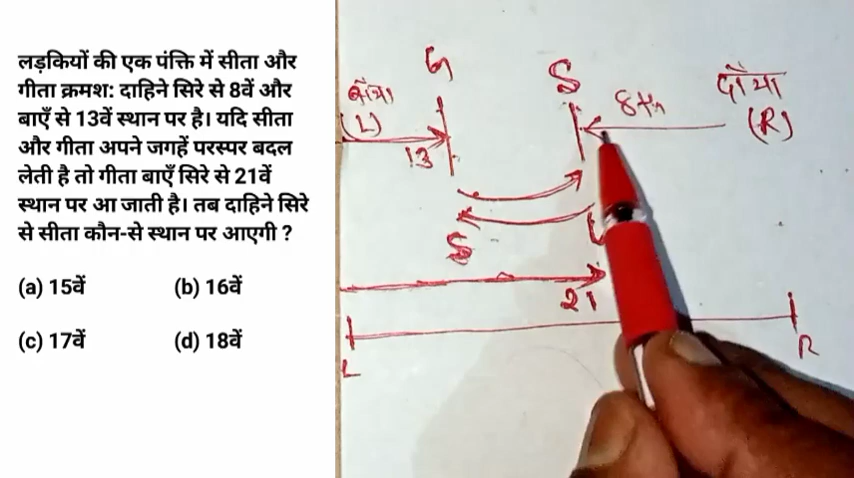 लड़कियों की एक पंक्ति में सीता और
गीता क्रमश: दाहिने सिरे से 8वें और
बाएँ से 13वें स्थान पर है। यदि सीता
और गीता अपने जगहें परस्पर बदल
लेती है तो गीता बाएँ सिरे से 21वें
स्थान पर आ जाती है। तब दाहिने सिरे
से सीता कौन-से स्थान पर आएगी ?
(a) 15वें (b) 16वें
(c) 17वें (d) 18वें
G S
बाँया 8th दाँया
(L) (R)
13
S
21
L R